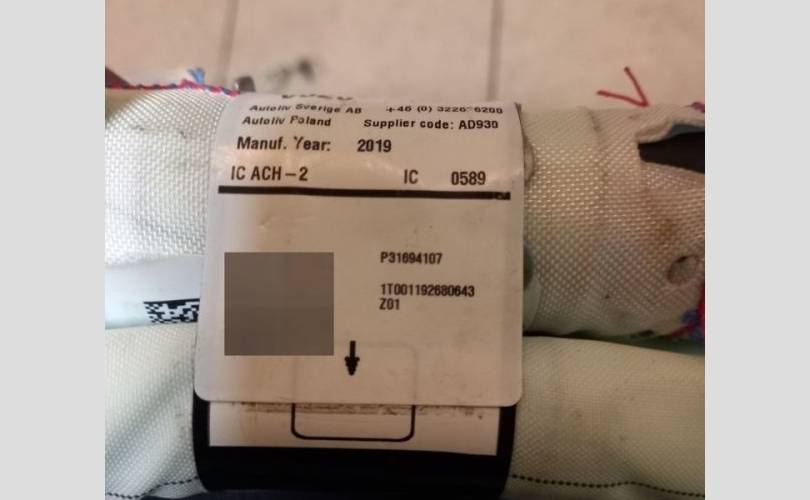 Autoliv Sverige AB +46 (0) 322 6200
Autoliv Poland Supplier code: AD930
Manuf. Year: 2019
IC ACH-2 IC 0589
P31694107
1T001192680643
Z01